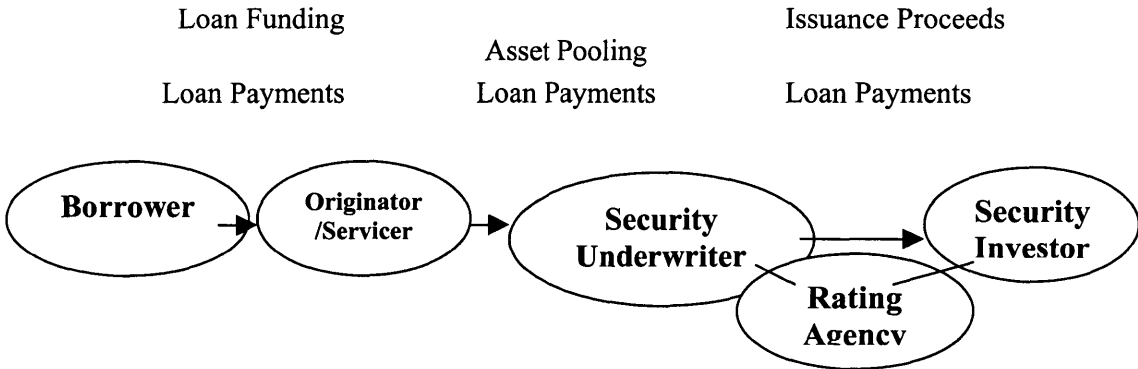 Loan Funding
Issuance Proceeds
Asset Pooling
Loan Payments
Loan Payments
Loan Payments
Borrower
Originator
/Servicer
Security
Underwriter
Security
Investor
Rating
Agency